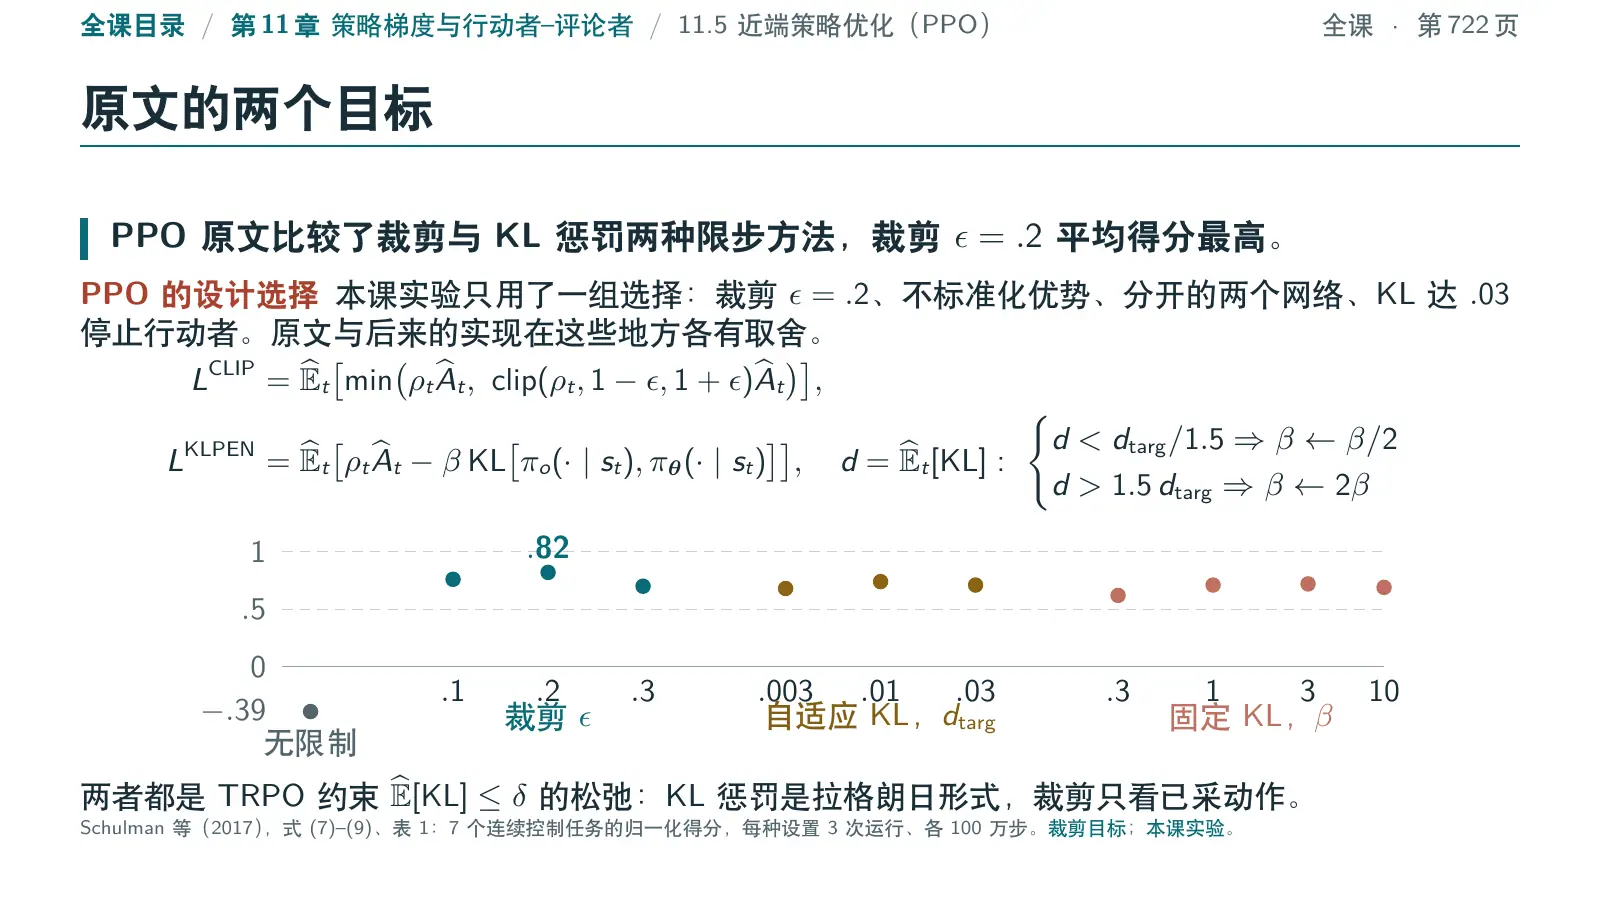 全课目录 / 第 11 章 策略梯度与行动者–评论者 / 11.5 近端策略优化（PPO） 全课 · 第 722 页
原文的两个目标
PPO 原文比较了裁剪与 KL 惩罚两种限步方法，裁剪 ϵ = .2 平均得分最高。
PPO 的设计选择 本课实验只用了一组选择：裁剪 ϵ = .2、不标准化优势、分开的两个网络、KL 达 .03
停止行动者。原文与后来的实现在这些地方各有取舍。
L^CLIP = 𝔼̂_t[min(ρ_t Â_t, clip(ρ_t, 1 − ϵ, 1 + ϵ)Â_t)],
L^KLPEN = 𝔼̂_t[ρ_t Â_t − β KL[π_o(· | s_t), π_θ(· | s_t)]], d = 𝔼̂_t[KL] : { d < d_targ/1.5 ⇒ β ← β/2
d > 1.5 d_targ ⇒ β ← 2β
1
.82
.5
0
−.39
.1 .2 .3 .003 .01 .03 .3 1 3 10
裁剪 ϵ 自适应 KL，d_targ 固定 KL，β
无限制
两者都是 TRPO 约束 𝔼̂[KL] ≤ δ 的松弛：KL 惩罚是拉格朗日形式，裁剪只看已采动作。
Schulman 等（2017），式 (7)–(9)、表 1：7 个连续控制任务的归一化得分，每种设置 3 次运行、各 100 万步。裁剪目标；本课实验。